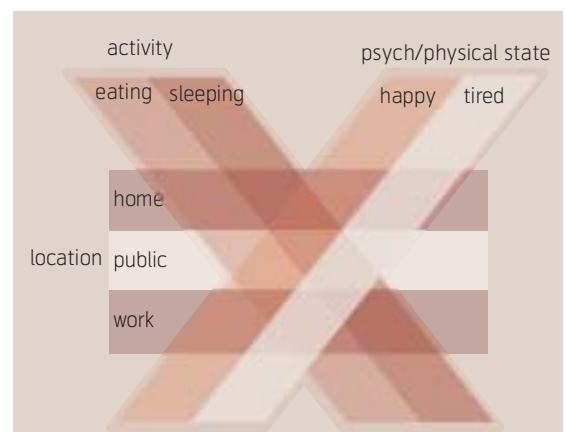 activity
psych/physical state
eating sleeping
happy tired
home
location public
work